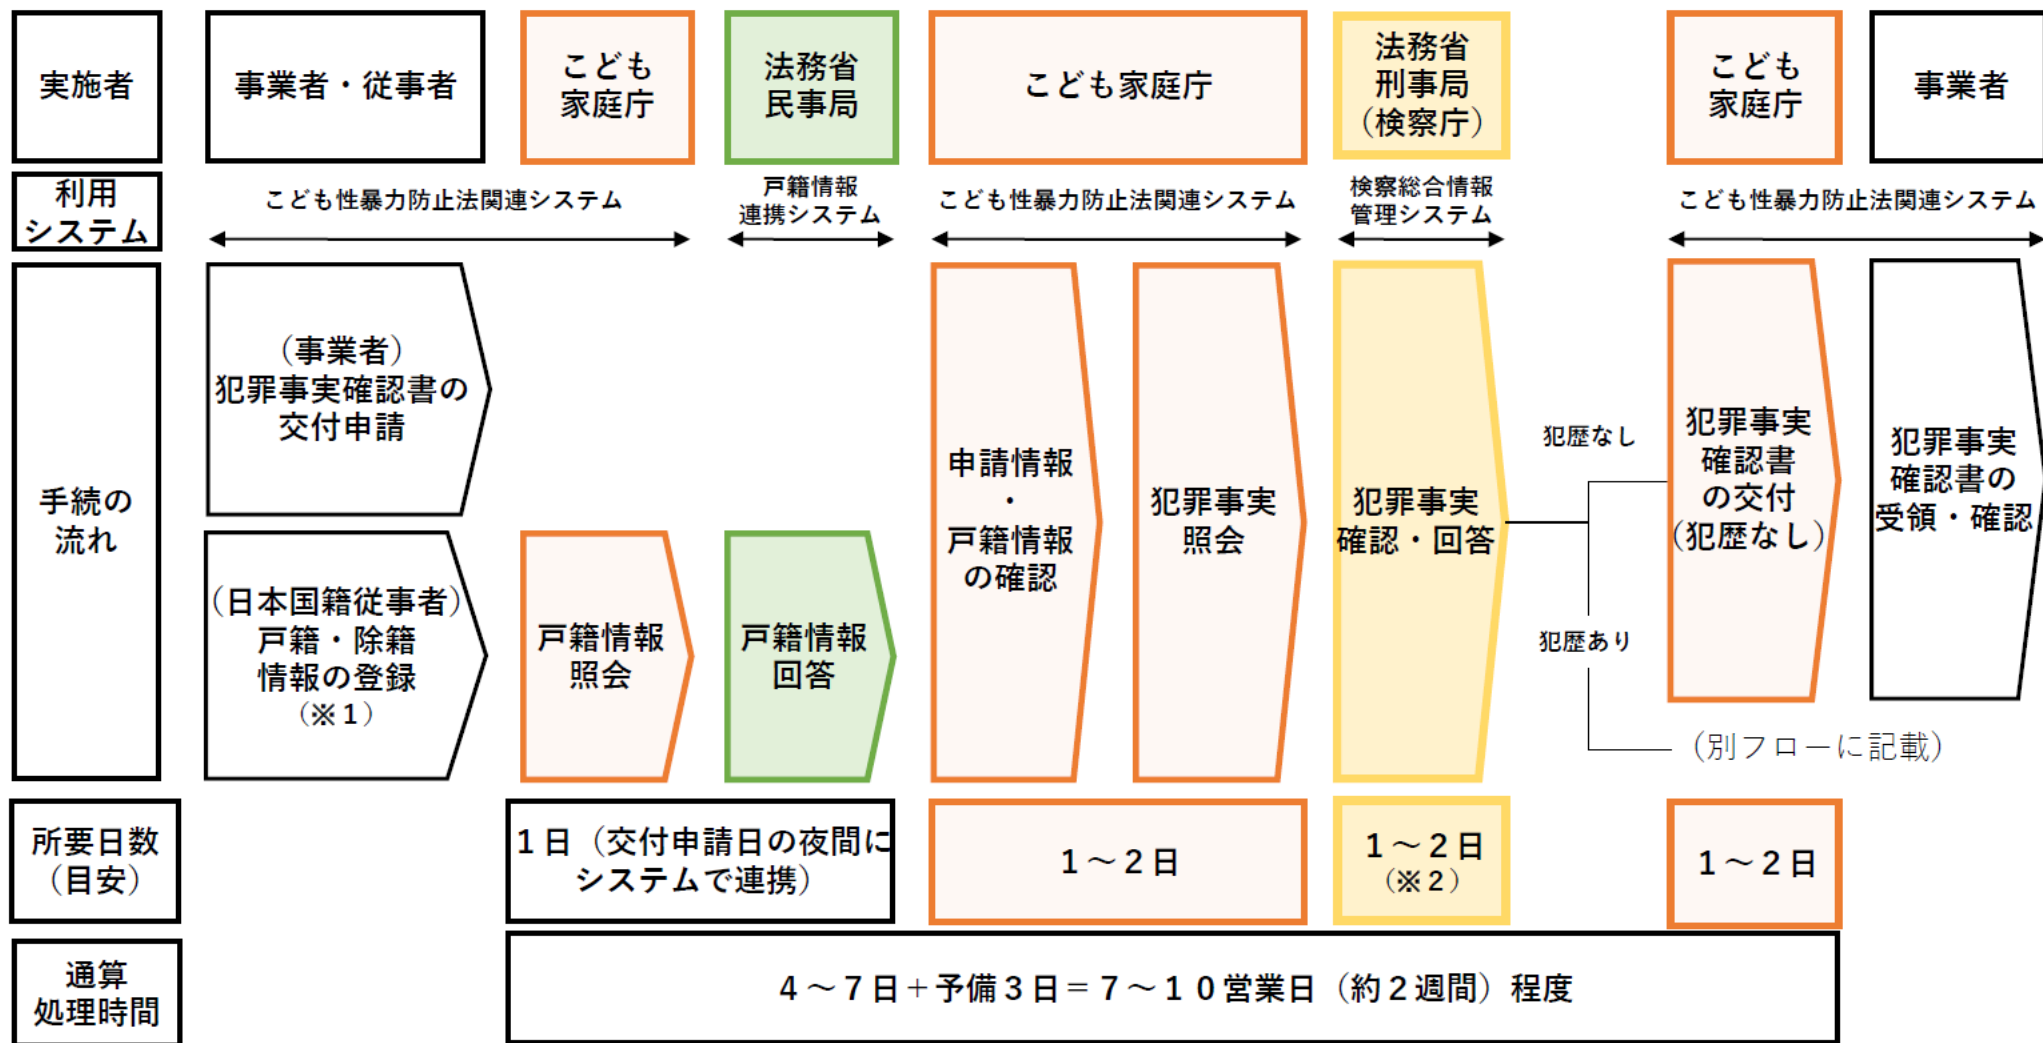 実施者
事業者・従事者
こども
家庭庁
法務省
民事局
こども家庭庁
法務省
刑事局
（検察庁）
こども
家庭庁
事業者
利用
システム
こども性暴力防止法関連システム
戸籍情報
連携システム
こども性暴力防止法関連システム
検察総合情報
管理システム
こども性暴力防止法関連システム
手続の
流れ
（事業者）
犯罪事実確認書の
交付申請
（日本国籍従事者）
戸籍・除籍
情報の登録
（※１）
戸籍情報
照会
戸籍情報
回答
申請情報
・
戸籍情報
の確認
犯罪事実
照会
犯罪事実
確認・回答
犯歴なし
犯歴あり
犯罪事実
確認書
の交付
（犯歴なし）
（別フローに記載）
犯罪事実
確認書の
受領・確認
所要日数
（目安）
１日（交付申請日の夜間に
システムで連携）
１～２日
１～２日
（※２）
１～２日
通算
処理時間
４～７日＋予備３日＝７～１０営業日（約２週間）程度